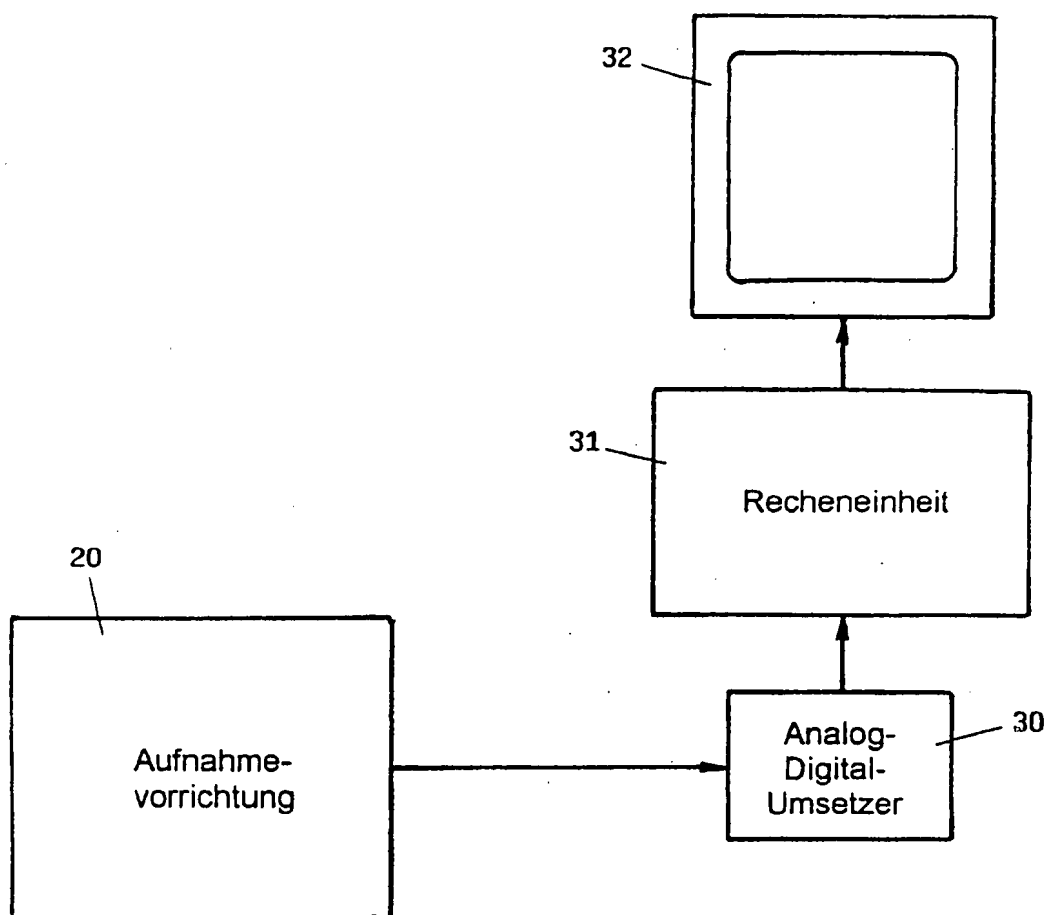 32
31
Recheneinheit
20
Aufnahme-
vorrichtung
Analog-
Digital-
Umsetzer
30